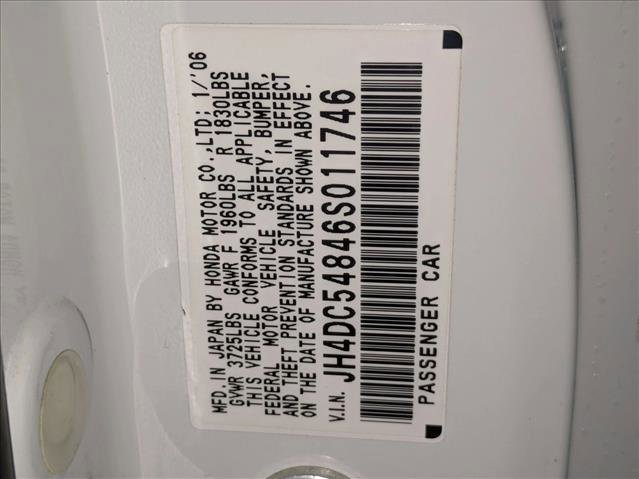 MFD. IN JAPAN BY HONDA MOTOR CO.,LTD; 1/'06
GVWR 3725LBS GAWR F 1960LBS R 1830LBS
THIS VEHICLE CONFORMS TO ALL APPLICABLE
FEDERAL MOTOR VEHICLE SAFETY, BUMPER,
AND THEFT PREVENTION STANDARDS IN EFFECT
ON THE DATE OF MANUFACTURE SHOWN ABOVE.
V.I.N. JH4DC54846S011746
PASSENGER CAR